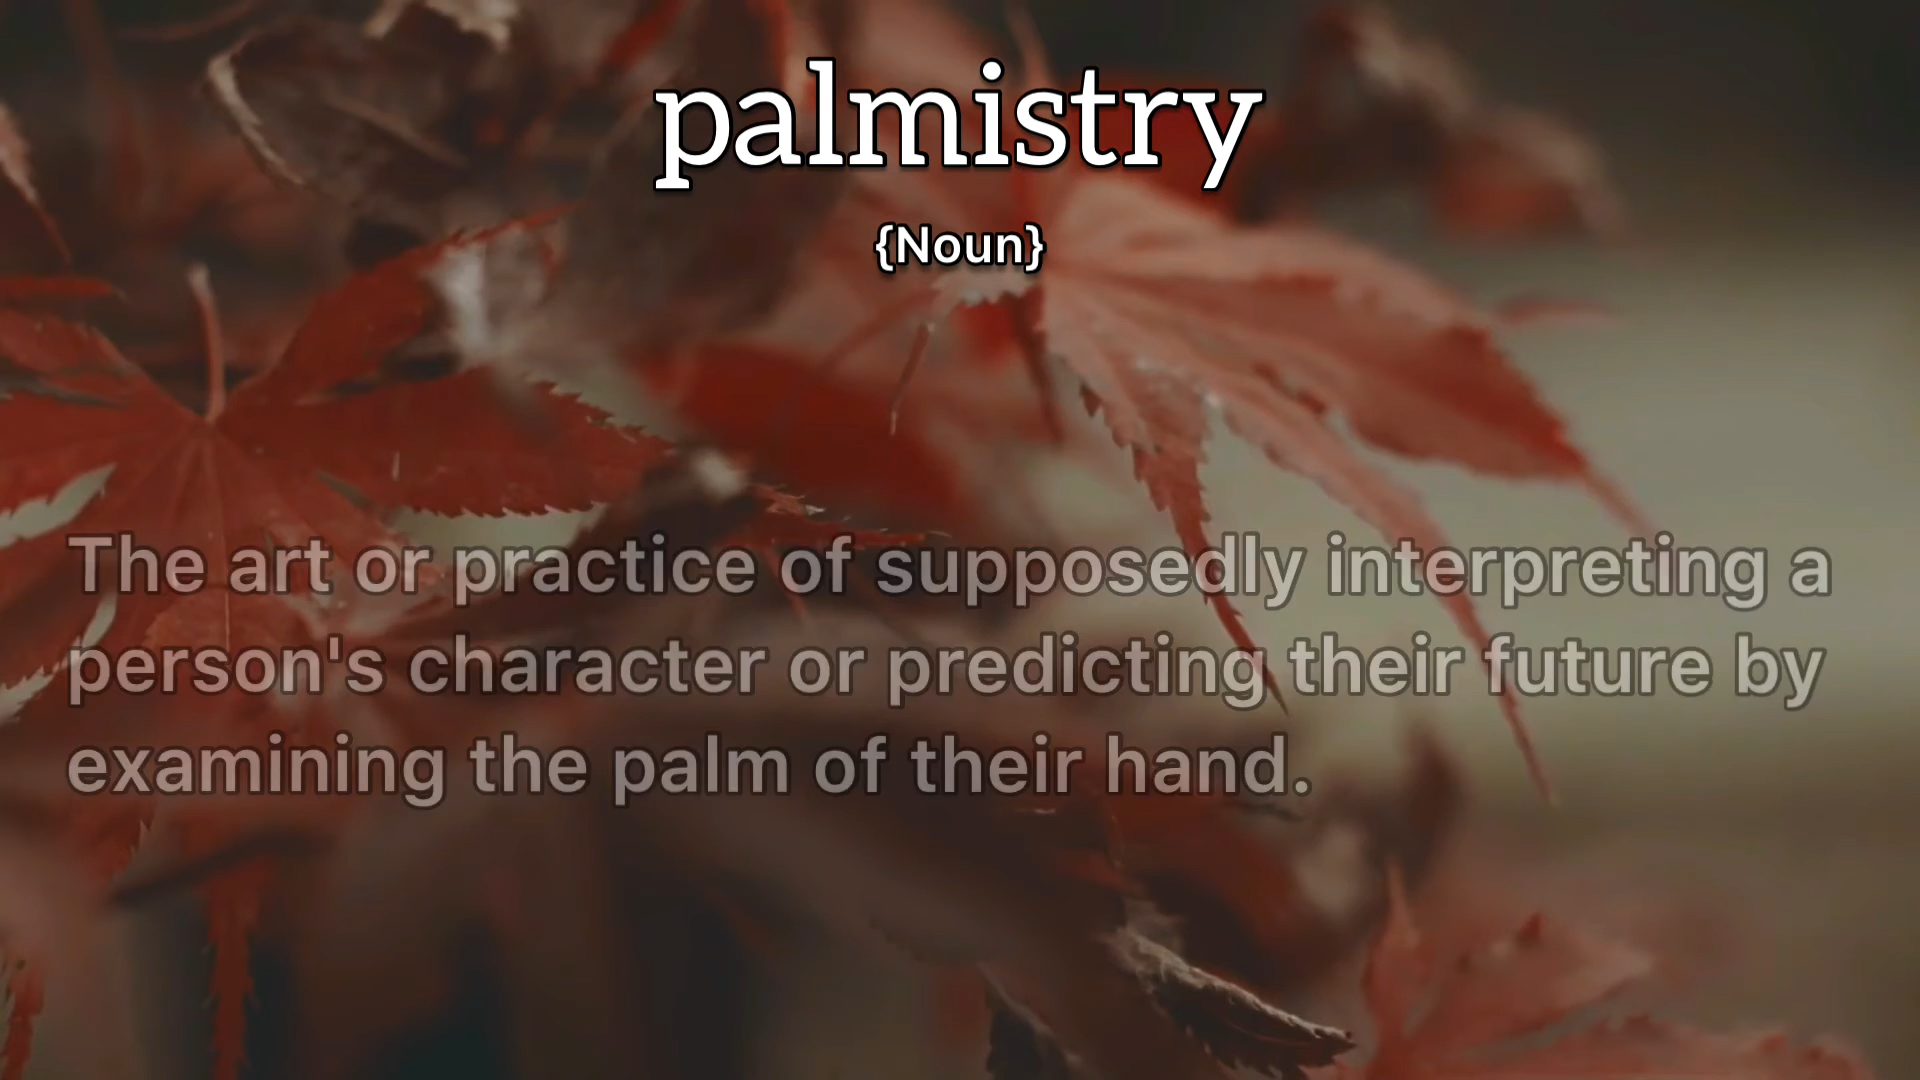 palmistry
{Noun}
The art or practice of supposedly interpreting a
person's character or predicting their future by
examining the palm of their hand.